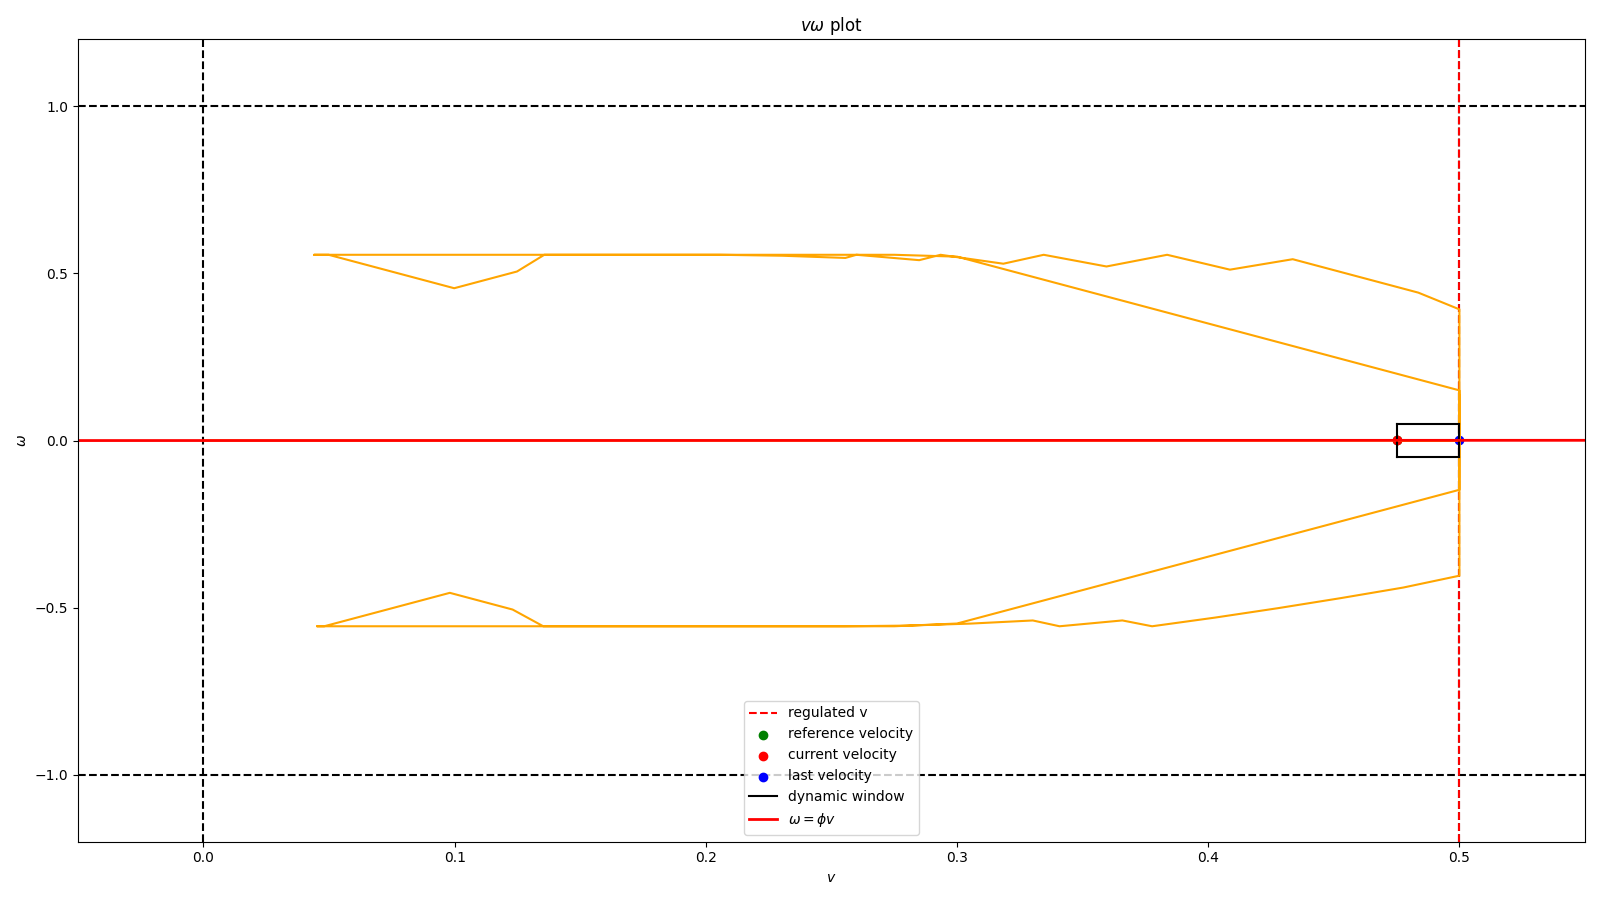 vω plot
1.0
0.5
0.0
−0.5
−1.0
ω
0.0 0.1 0.2 0.3 0.4 0.5
v
regulated v
reference velocity
current velocity
last velocity
dynamic window
ω = ϕv